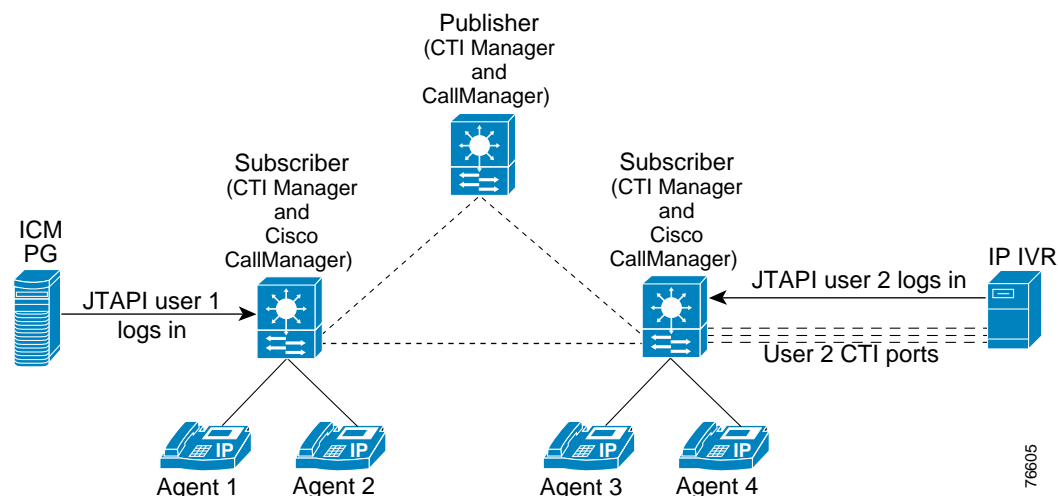 Publisher
(CTI Manager
and
CallManager)
Subscriber
(CTI Manager
and
Cisco
CallManager)
Subscriber
(CTI Manager
and
Cisco
CallManager)
ICM
PG
IP IVR
JTAPI user 1
logs in
JTAPI user 2 logs in
User 2 CTI ports
IP
IP
IP
IP
Agent 1
Agent 2
Agent 3
Agent 4
76605